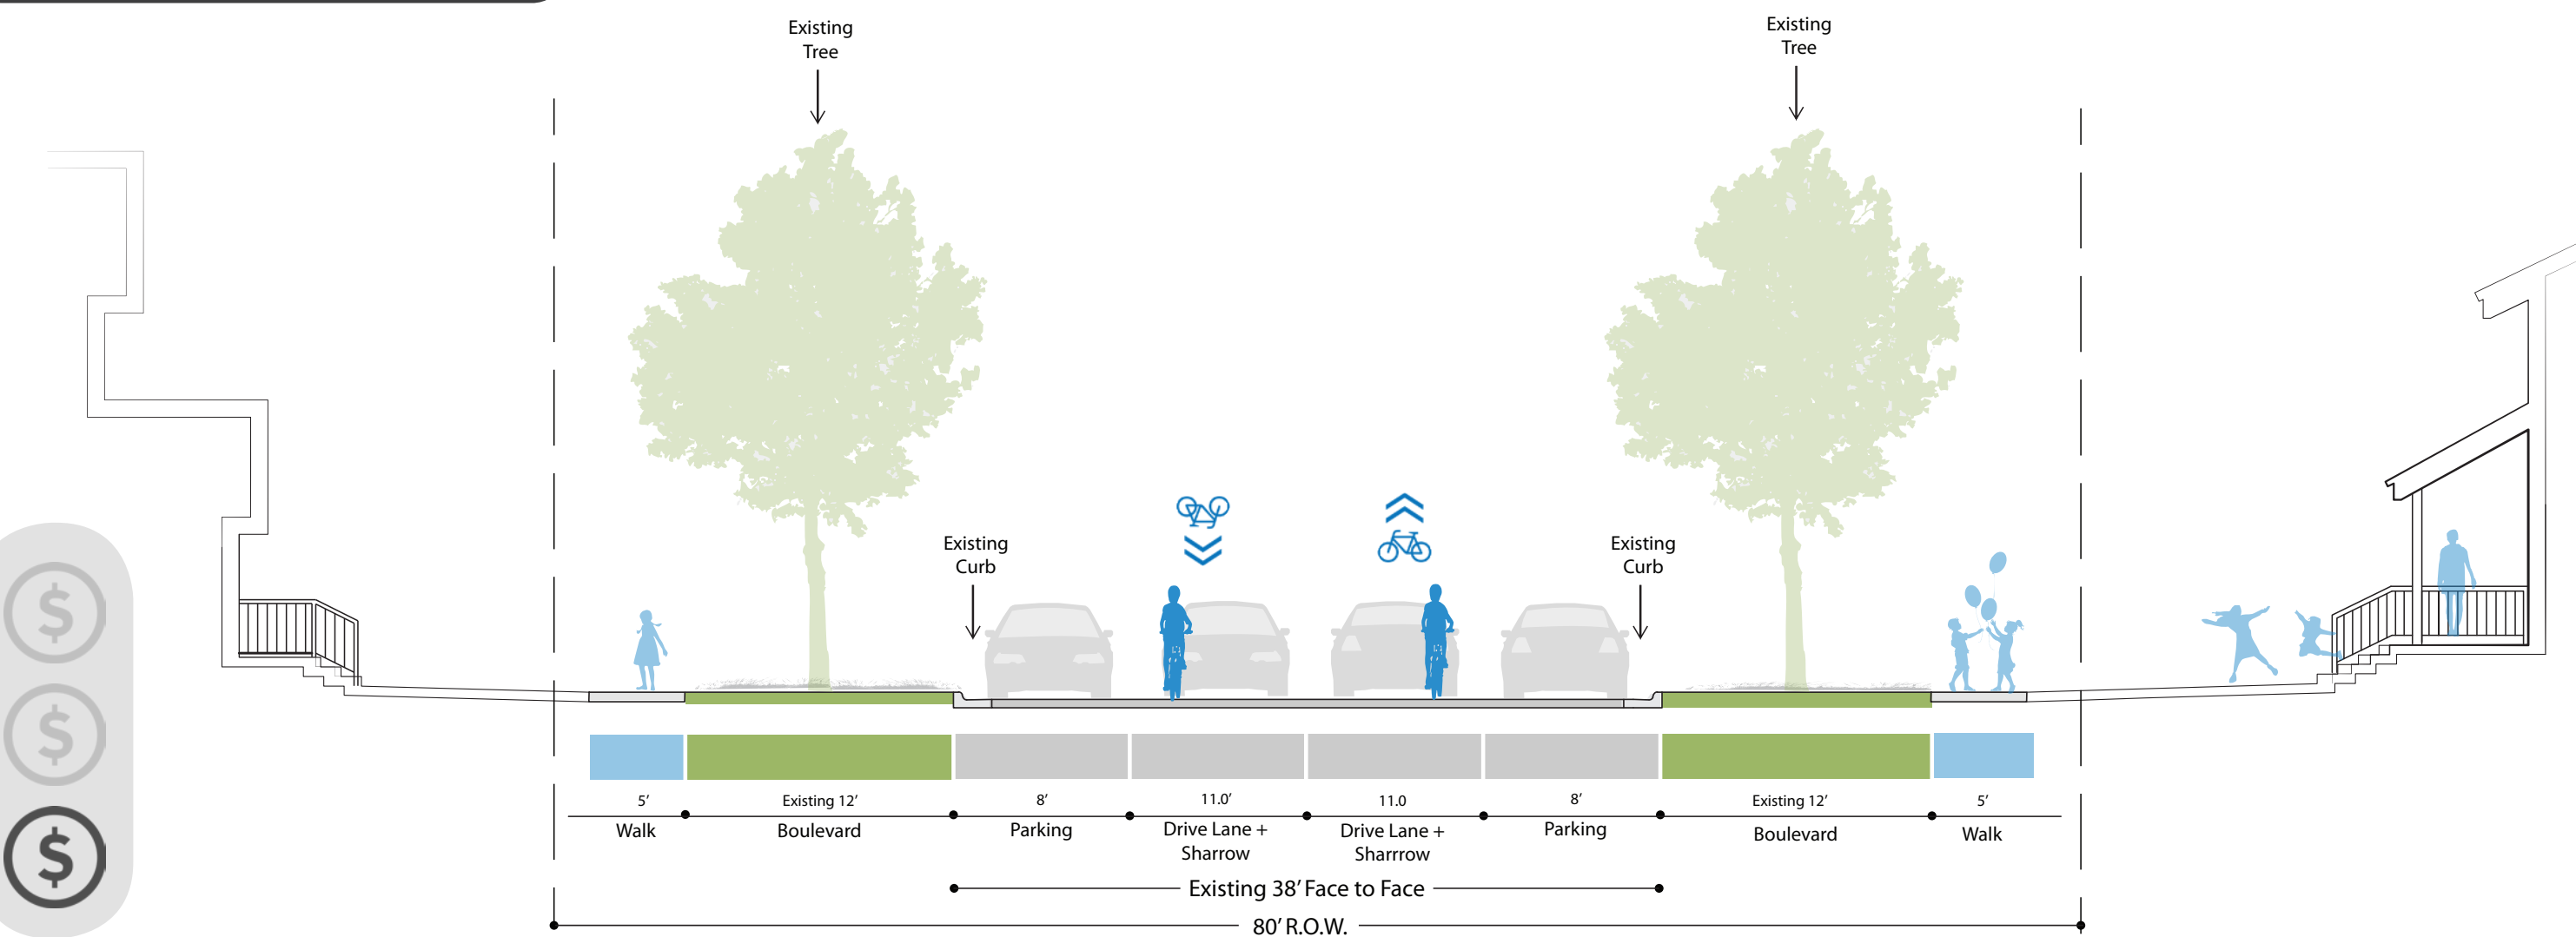 Existing
Tree
Existing
Tree
Existing
Curb
Existing
Curb
$
$
$
5’
Existing 12’
8’
11.0’
11.0
8’
Existing 12’
5’
Walk
Boulevard
Parking
Drive Lane +
Sharrow
Drive Lane +
Sharrrow
Parking
Boulevard
Walk
Existing 38’ Face to Face
80’ R.O.W.